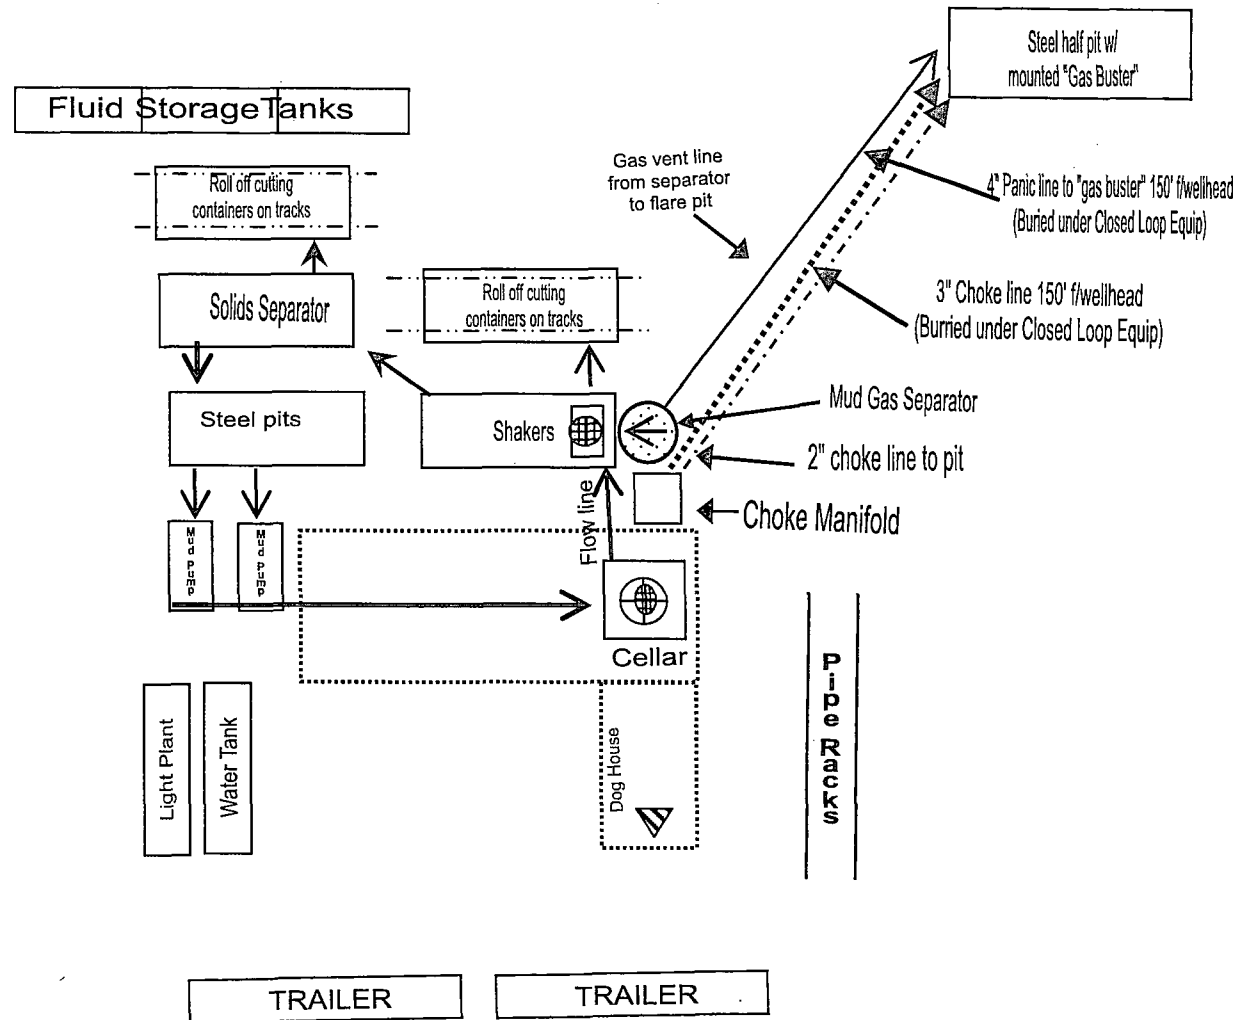 Steel half pit w/
mounted "Gas Buster"
Fluid Storage Tanks
Gas vent line
from separator
to flare pit
Roll off cutting
containers on tracks
4" Panic line to "gas buster" 150' f/wellhead
(Buried under Closed Loop Equip)
Solids Separator
Roll off cutting
containers on tracks
3" Choke line 150' f/wellhead
(Burried under Closed Loop Equip)
Steel pits
Shakers
Mud Gas Separator
2" choke line to pit
Flow line
Choke Manifold
Mud Pump
Mud Pump
Cellar
Pipe Racks
Light Plant
Water Tank
Dog House
TRAILER
TRAILER